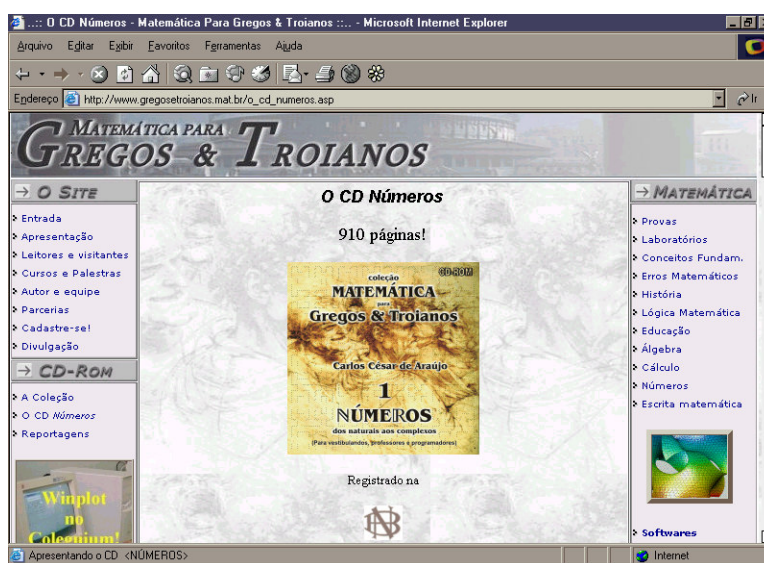 ..:: O CD Números - Matemática Para Gregos & Troianos ::.. - Microsoft Internet Explorer
Arquivo Editar Exibir Favoritos Ferramentas Ajuda
Endereço http://www.gregosetroianos.mat.br/o_cd_numeros.asp Ir
MATEMÁTICA PARA
GREGOS & TROIANOS
O SITE
Entrada
Apresentação
Leitores e visitantes
Cursos e Palestras
Autor e equipe
Parcerias
Cadastre-se!
Divulgação
CD-ROM
A Coleção
O CD Números
Reportagens
Winplot
no
Coleguium!
O CD Números
910 páginas!
CD-ROM
coleção
MATEMÁTICA
para
Gregos & Troianos
Carlos César de Araújo
1
NÚMEROS
dos naturais aos complexos
(Para vestibulandos, professores e programadores)
Registrado na
BN
MATEMÁTICA
Provas
Laboratórios
Conceitos Fundam.
Erros Matemáticos
História
Lógica Matemática
Educação
Álgebra
Cálculo
Números
Escrita matemática
Softwares
Apresentando o CD <NÚMEROS> Internet